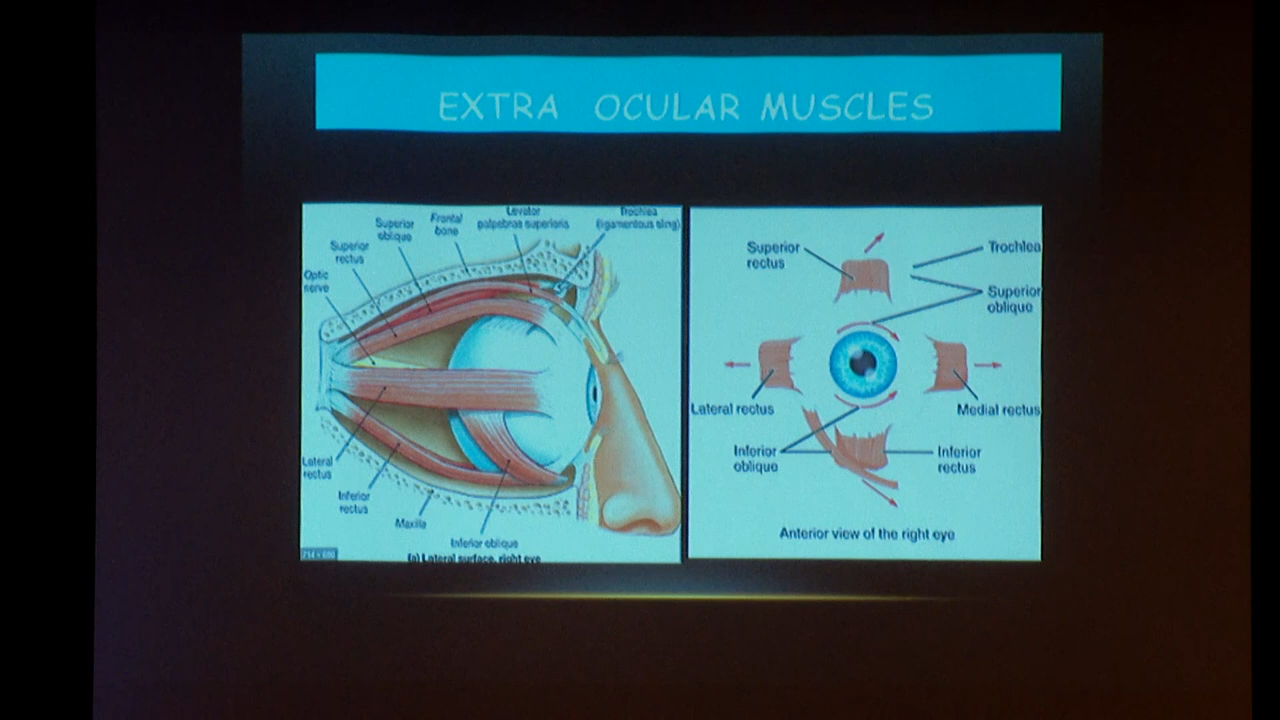 EXTRA OCULAR MUSCLES
Trochlea
(ligamentous sling)
Levator
palpebrae superioris
Frontal
bone
Superior
oblique
Superior
rectus
Optic
nerve
Lateral
rectus
Inferior
rectus
Maxilla
Inferior oblique
(a) Lateral surface, right eye
Superior
rectus
Trochlea
Superior
oblique
Lateral rectus
Medial rectus
Inferior
oblique
Inferior
rectus
Anterior view of the right eye